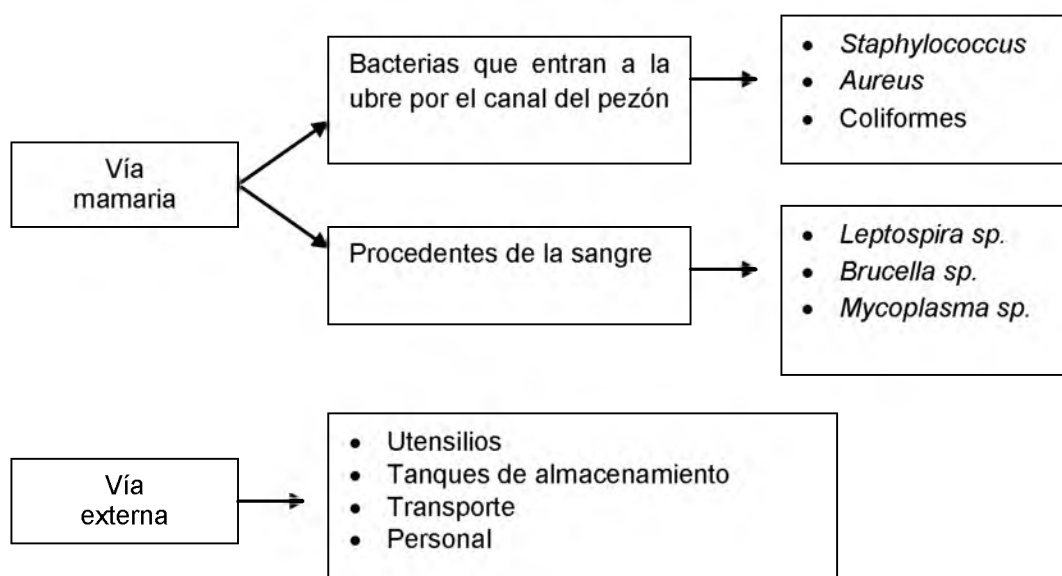 Vía
mamaria
Bacterias que entran a la
ubre por el canal del pezón
• Staphylococcus
• Aureus
• Coliformes
Procedentes de la sangre
• Leptospira sp.
• Brucella sp.
• Mycoplasma sp.
Vía
externa
• Utensilios
• Tanques de almacenamiento
• Transporte
• Personal